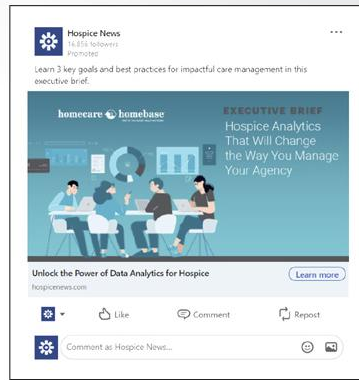 Hospice News
16,856 followers
Promoted
Learn 3 key goals and best practices for impactful care management in this
executive brief.
homecare homebase
EXECUTIVE BRIEF
Hospice Analytics
That Will Change
the Way You Manage
Your Agency
Unlock the Power of Data Analytics for Hospice
Learn more
hospicenews.com
Like
Comment
Repost
Comment as Hospice News...